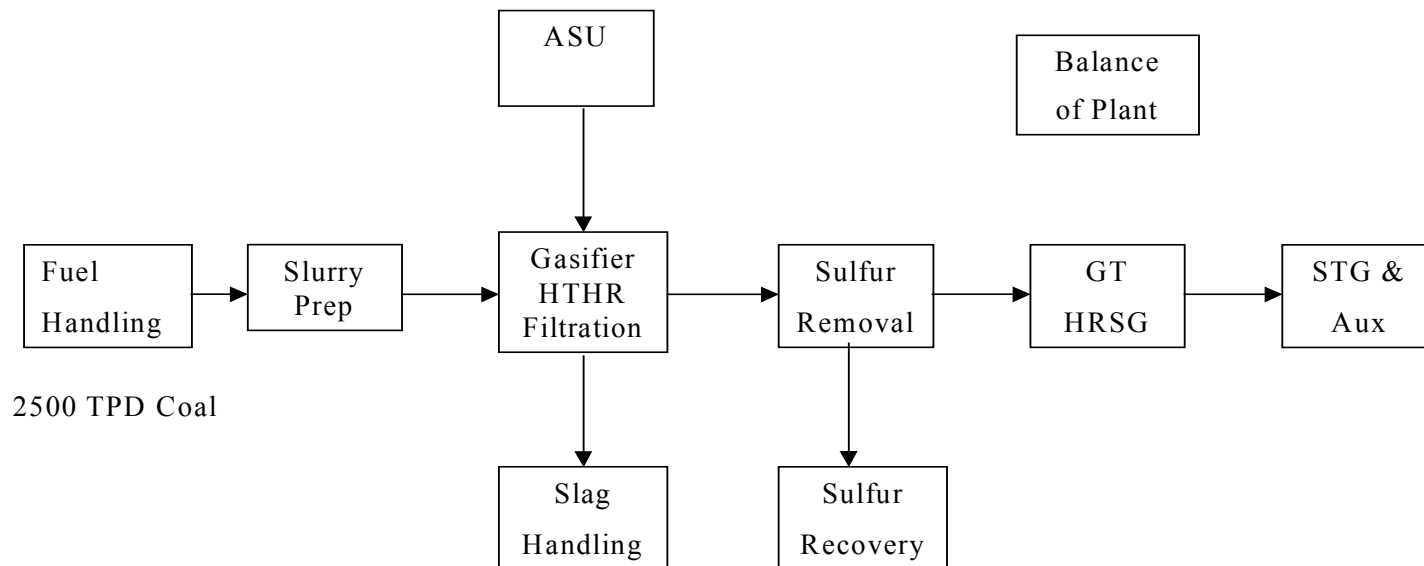 ASU
Balance
of Plant
Fuel
Handling
Slurry
Prep
Gasifier
HTHR
Filtration
Sulfur
Removal
GT
HRSG
STG &
Aux
2500 TPD Coal
Slag
Handling
Sulfur
Recovery